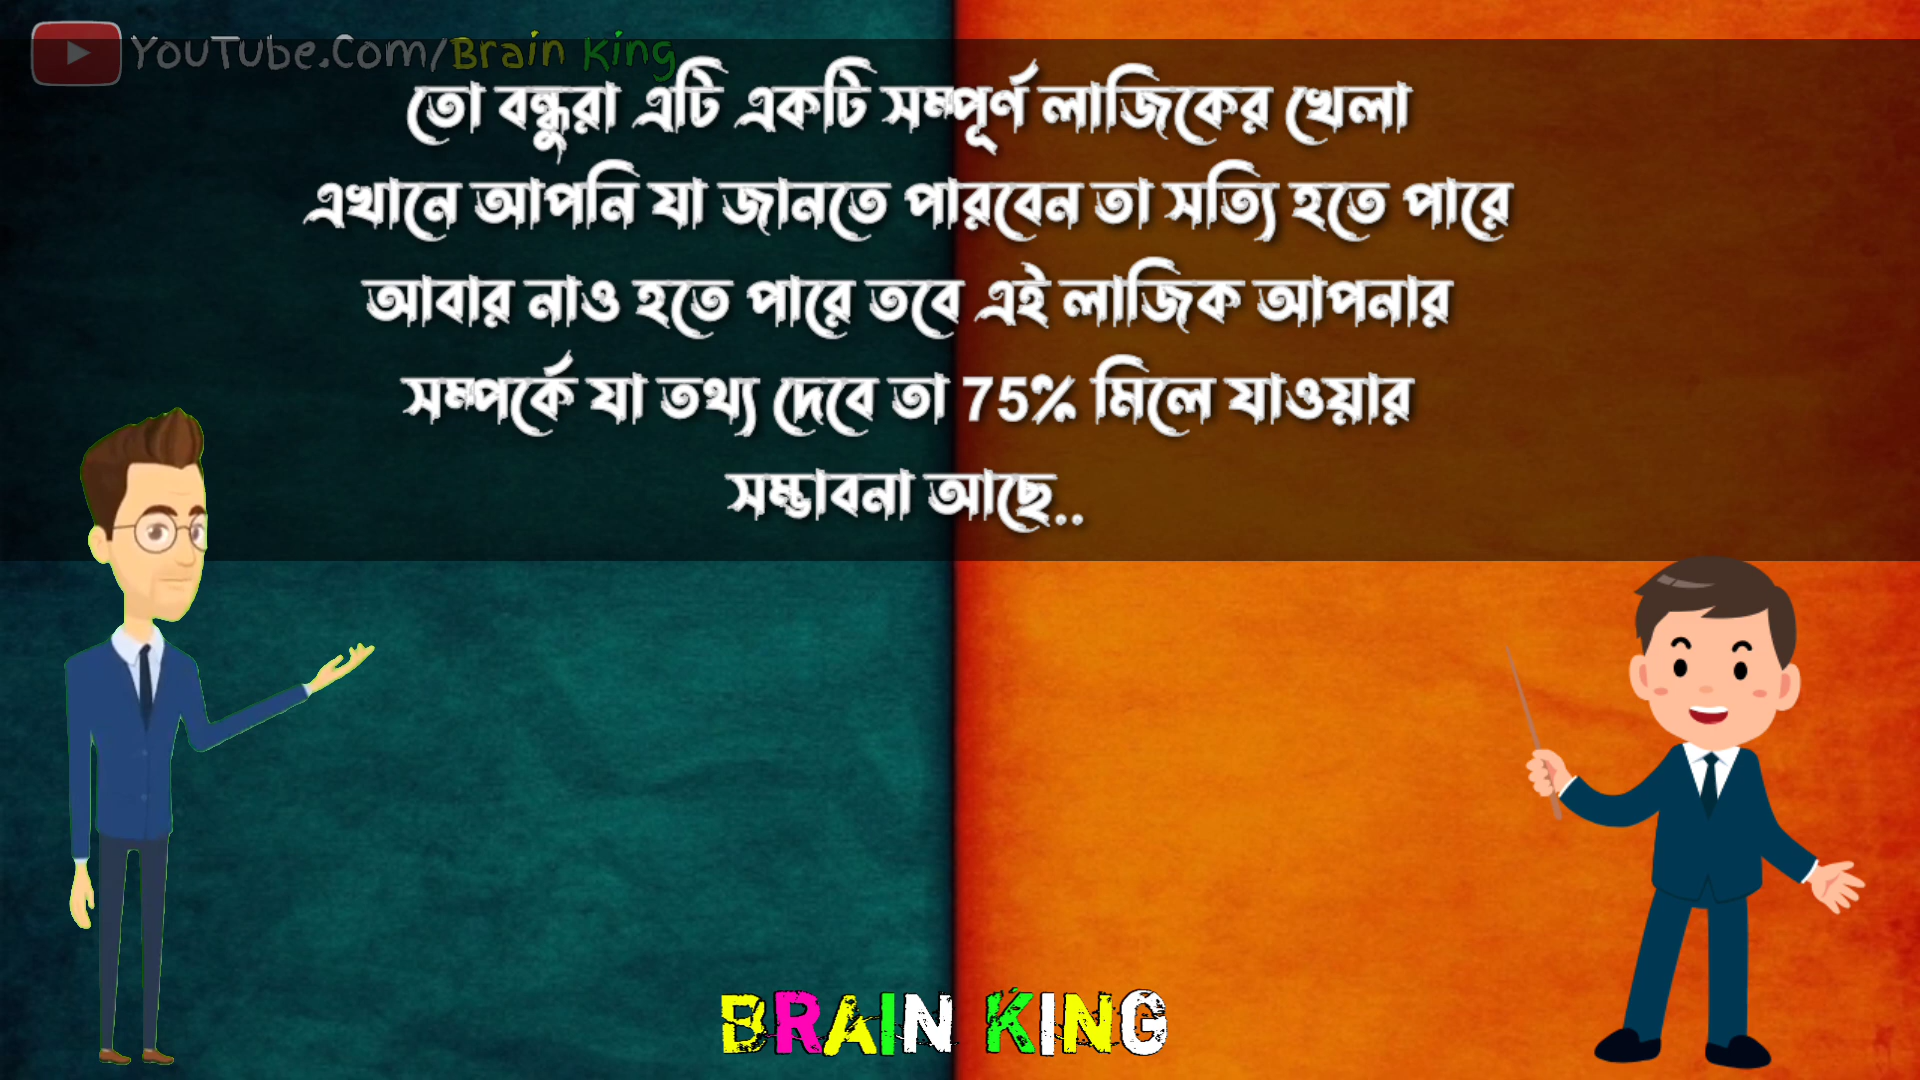 YouTube.Com/Brain King
তো বন্ধুরা এটি একটি সম্পূর্ণ লাজিকের খেলা
এখানে আপনি যা জানতে পারবেন তা সত্যি হতে পারে
আবার নাও হতে পারে তবে এই লাজিক আপনার
সম্পর্কে যা তথ্য দেবে তা 75% মিলে যাওয়ার
সম্ভাবনা আছে..
BRAIN KING